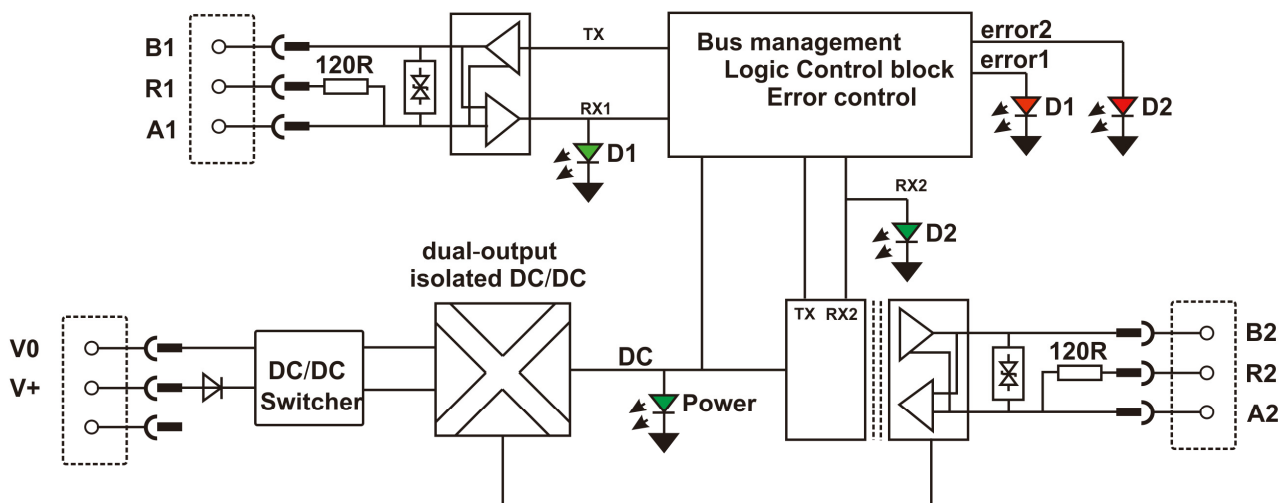 B1
R1
A1
120R
TX
RX1
D1
Bus management
Logic Control block
Error control
error2
error1
D1
D2
RX2
D2
dual-output
isolated DC/DC
V0
V+
DC/DC
Switcher
DC
Power
TX RX2
120R
B2
R2
A2